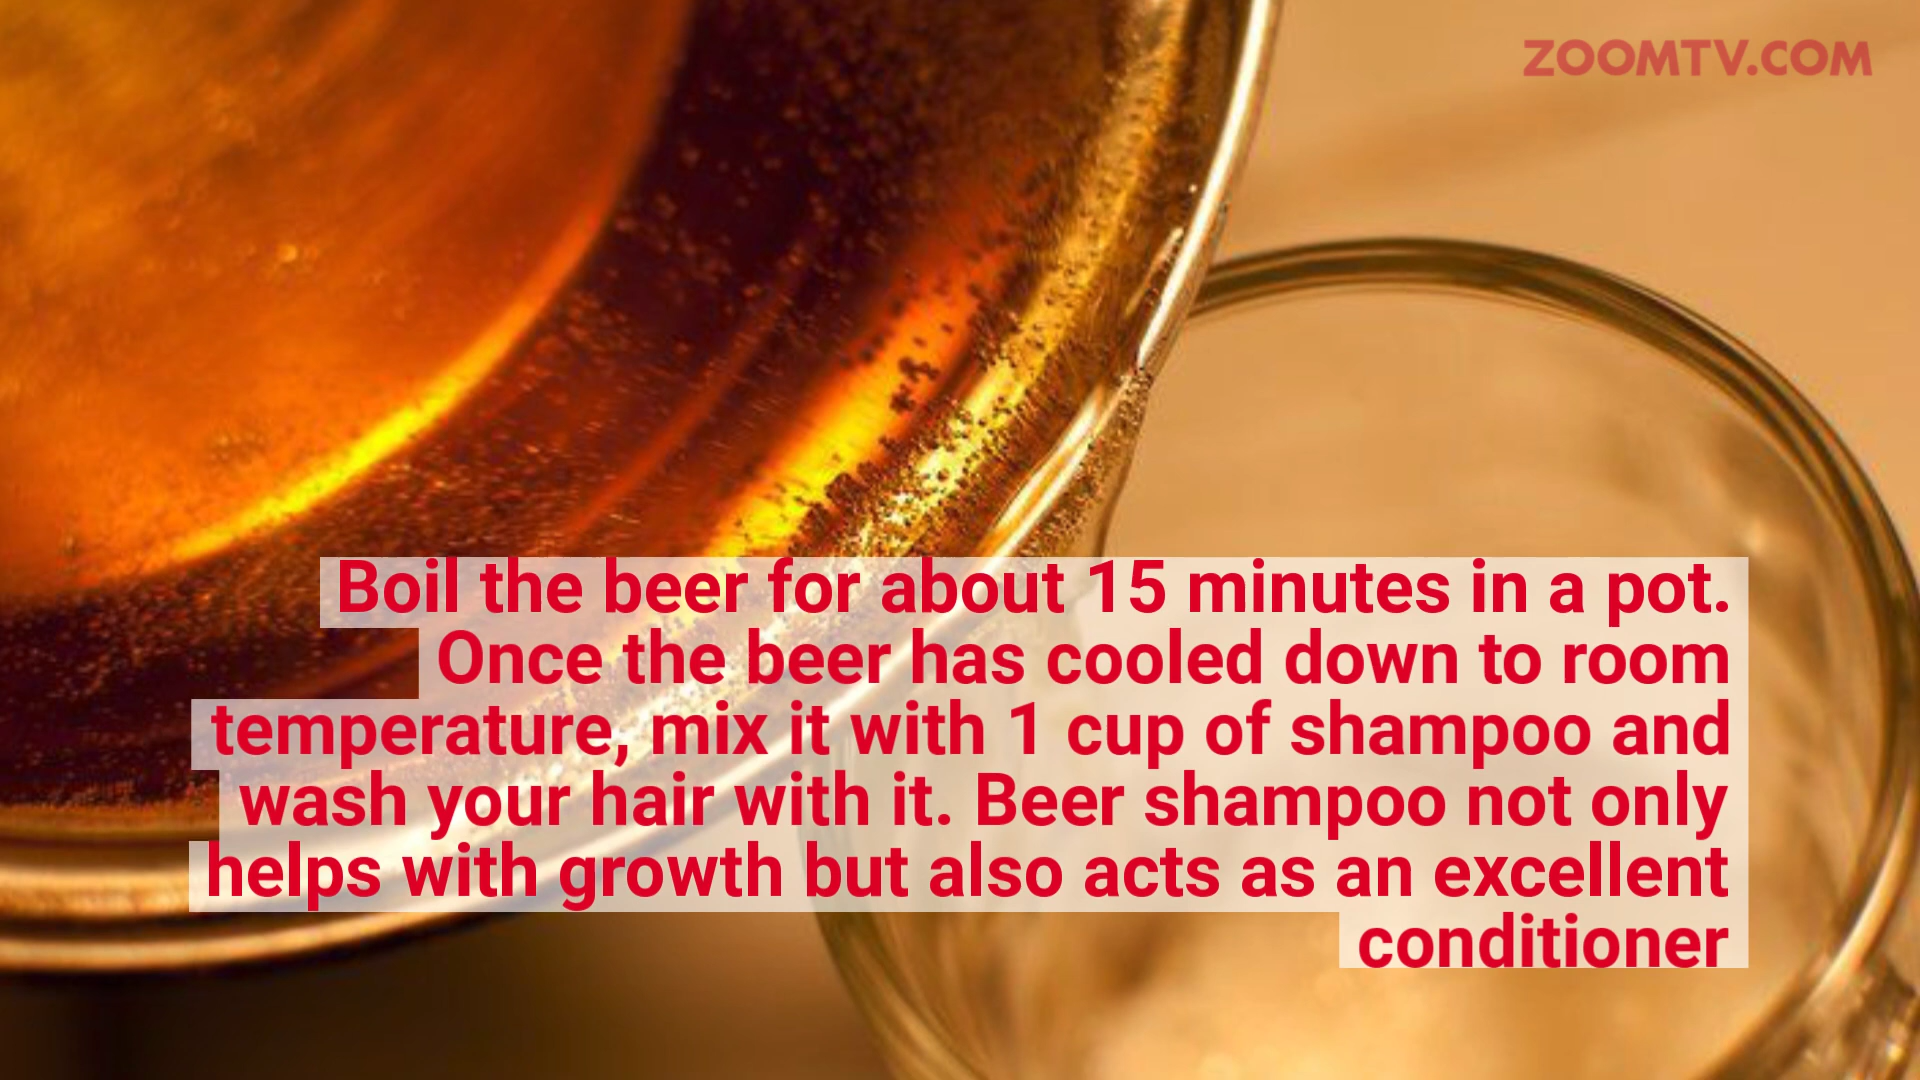 ZOOMTV.COM
Boil the beer for about 15 minutes in a pot.
Once the beer has cooled down to room
temperature, mix it with 1 cup of shampoo and
wash your hair with it. Beer shampoo not only
helps with growth but also acts as an excellent
conditioner